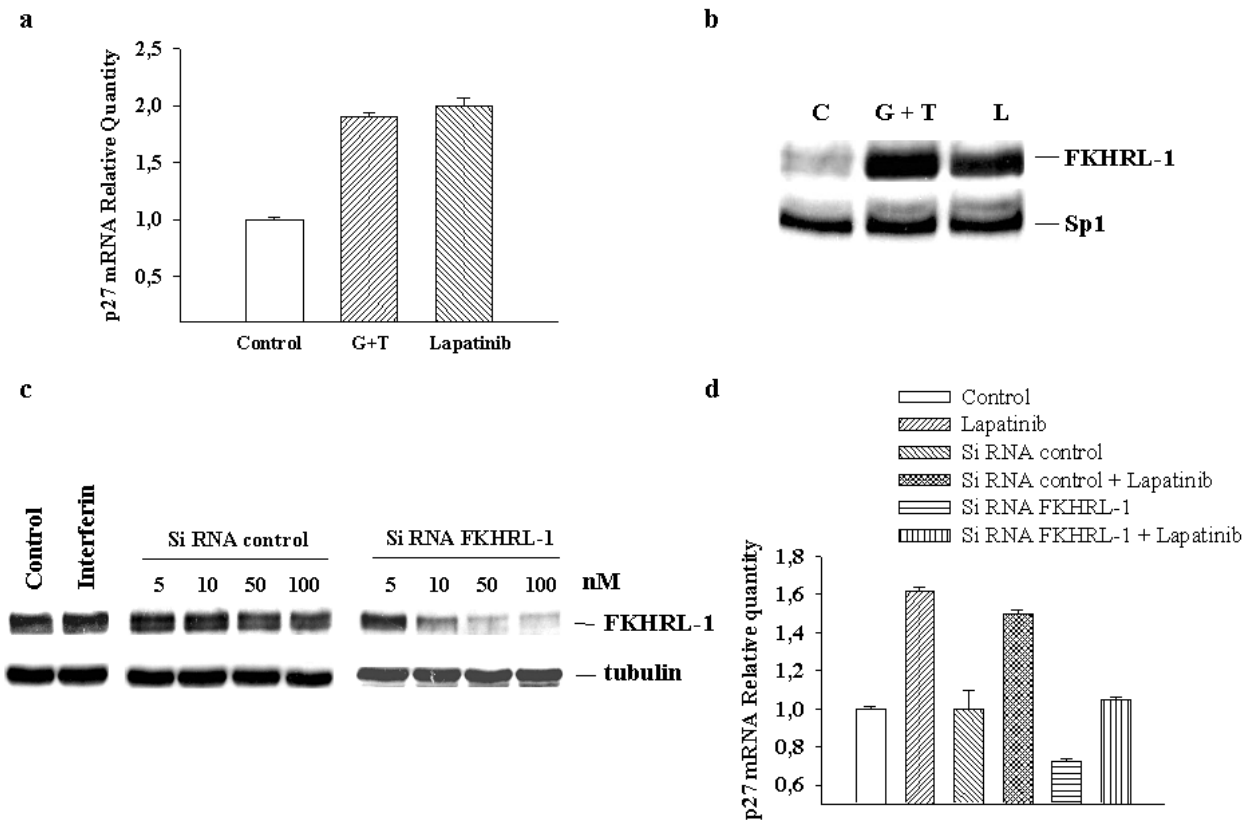 a
p27 mRNA Relative Quantity
2,5
2,0
1,5
1,0
0,5
Control G+T Lapatinib
b
C G + T L
FKHRL-1
Sp1
c
Control
Interferin
Si RNA control
5 10 50 100
Si RNA FKHRL-1
5 10 50 100 nM
FKHRL-1
tubulin
d
Control
Lapatinib
Si RNA control
Si RNA control + Lapatinib
Si RNA FKHRL-1
Si RNA FKHRL-1 + Lapatinib
p27 mRNA Relative quantity
1,8
1,6
1,4
1,2
1,0
0,8
0,6